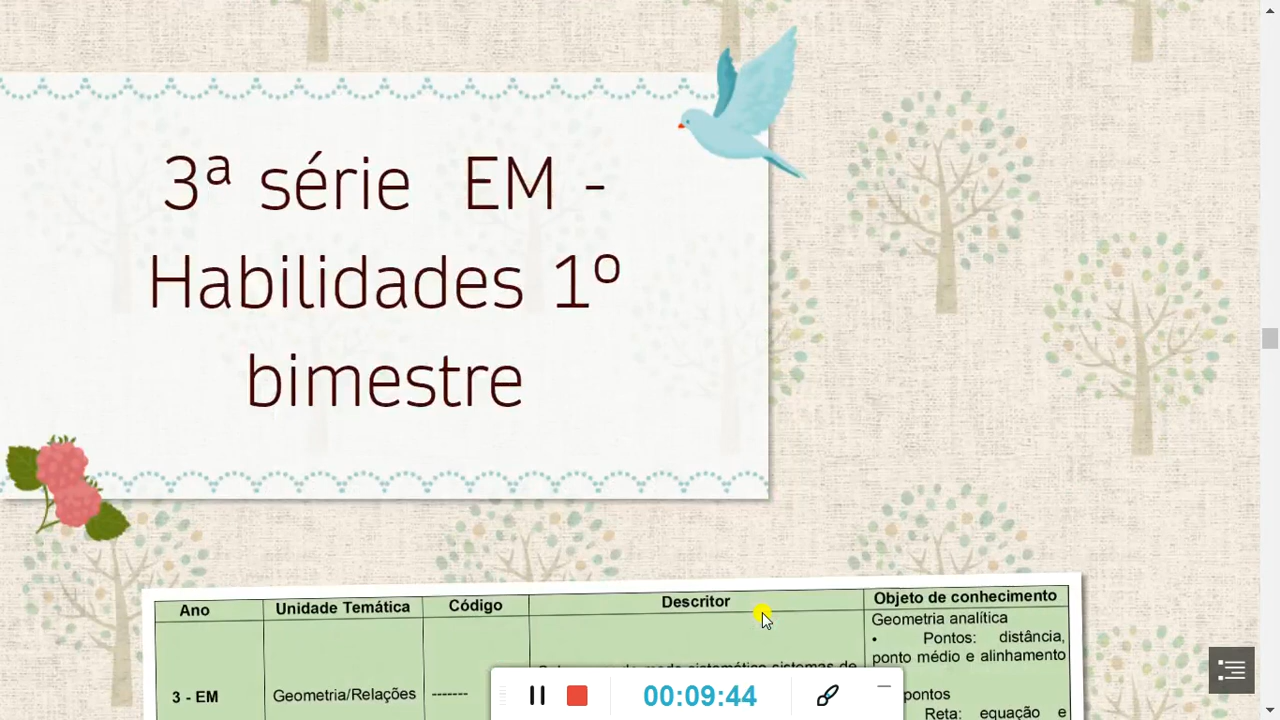 3ª série EM -
Habilidades 1º
bimestre
Ano
Unidade Temática
Código
Descritor
Objeto de conhecimento
Geometria analítica
• Pontos: distância,
ponto médio e alinhamento
pontos
Reta: equação e
3 - EM
Geometria/Relações
-------
00:09:44